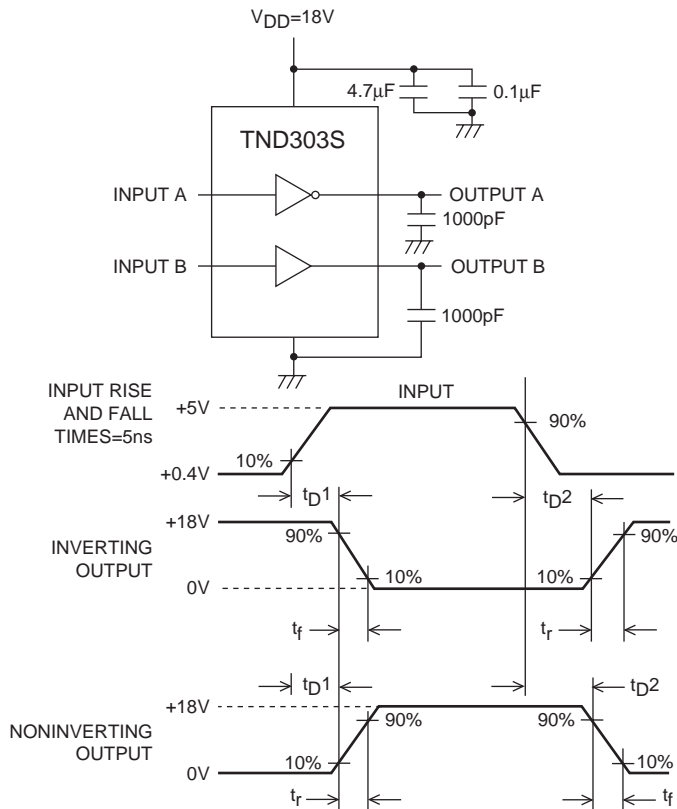 VDD=18V
4.7μF
0.1μF
TND303S
INPUT A
OUTPUT A
1000pF
INPUT B
OUTPUT B
1000pF
INPUT RISE
AND FALL
TIMES=5ns
+5V
INPUT
90%
10%
+0.4V
tD1
tD2
+18V
INVERTING
OUTPUT
90%
90%
10%
10%
0V
tf
tr
tD1
tD2
+18V
NONINVERTING
OUTPUT
90%
90%
10%
10%
0V
tr
tf